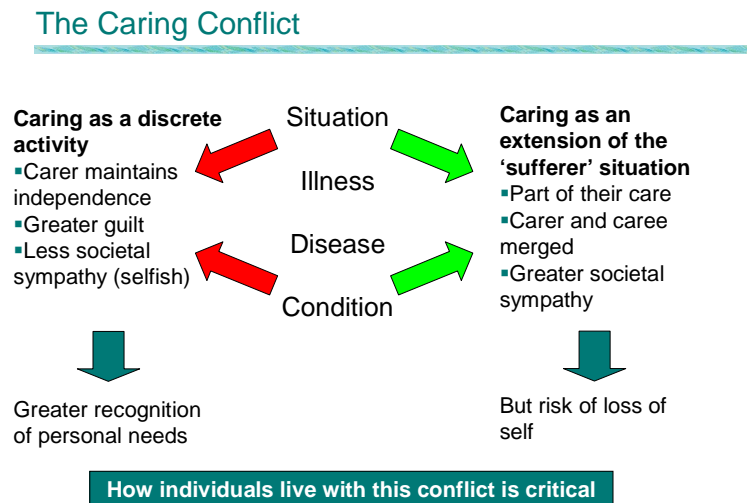 The Caring Conflict
Caring as a discrete
activity
▪Carer maintains
independence
▪Greater guilt
▪Less societal
sympathy (selfish)
Greater recognition
of personal needs
Situation
Illness
Disease
Condition
Caring as an
extension of the
‘sufferer’ situation
▪Part of their care
▪Carer and caree
merged
▪Greater societal
sympathy
But risk of loss of
self
How individuals live with this conflict is critical